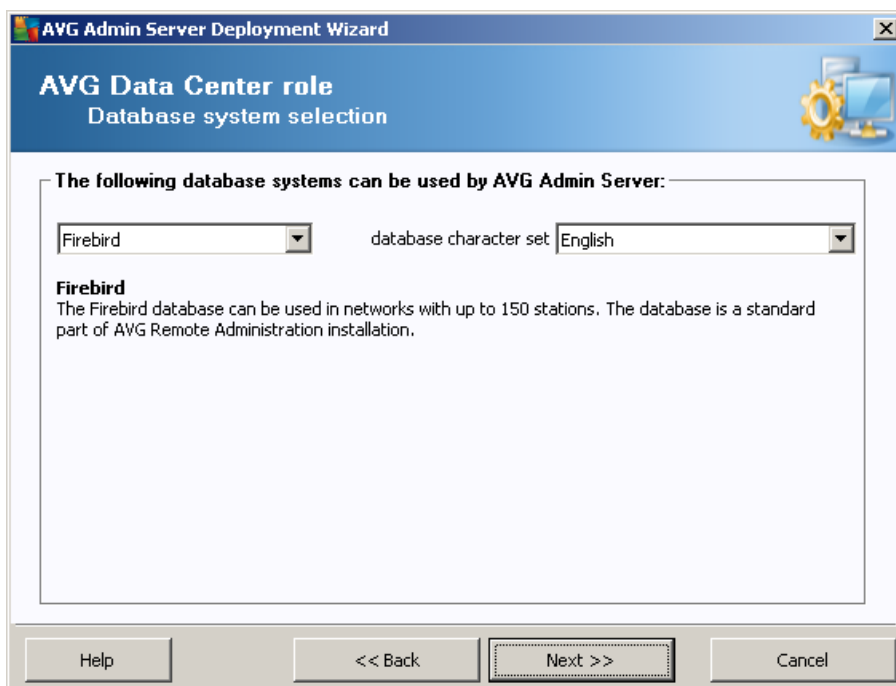 AVG Admin Server Deployment Wizard
AVG Data Center role
Database system selection
The following database systems can be used by AVG Admin Server:
Firebird
database character set English
Firebird
The Firebird database can be used in networks with up to 150 stations. The database is a standard
part of AVG Remote Administration installation.
Help
<< Back
Next >>
Cancel